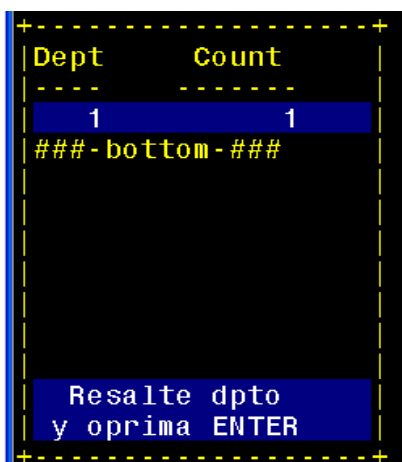 Dept Count
---- -------
1 1
###-bottom-###
Resalte dpto
y oprima ENTER